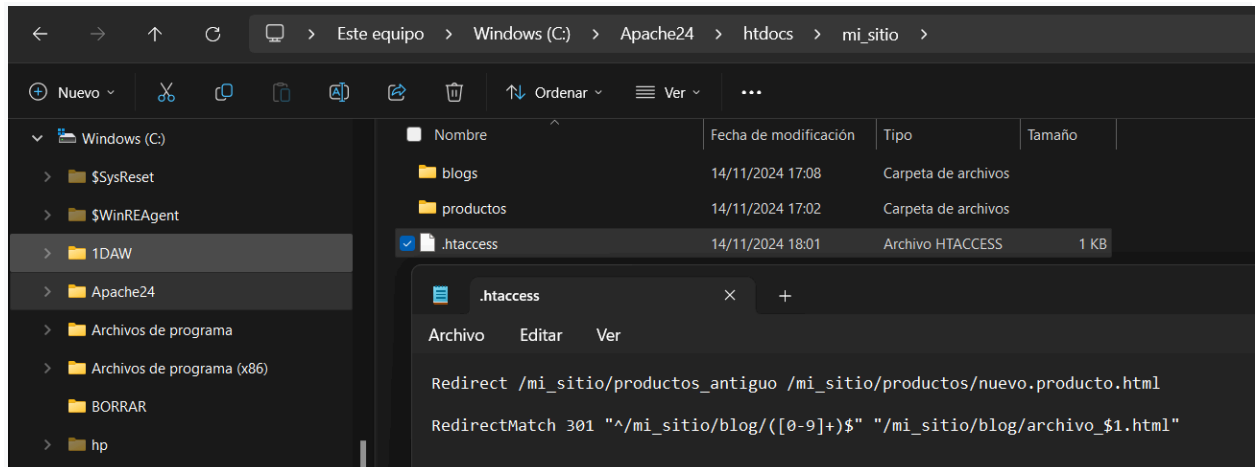 Este equipo > Windows (C:) > Apache24 > htdocs > mi_sitio >
Nuevo Ordenar Ver ...
Windows (C:)
$SysReset
$WinREAgent
1DAW
Apache24
Archivos de programa
Archivos de programa (x86)
BORRAR
hp
Nombre Fecha de modificación Tipo Tamaño
blogs 14/11/2024 17:08 Carpeta de archivos
productos 14/11/2024 17:02 Carpeta de archivos
.htaccess 14/11/2024 18:01 Archivo HTACCESS 1 KB
.htaccess
Archivo Editar Ver
Redirect /mi_sitio/productos_antiguo /mi_sitio/productos/nuevo.producto.html
RedirectMatch 301 "^/mi_sitio/blog/([0-9]+)$" "/mi_sitio/blog/archivo_$1.html"